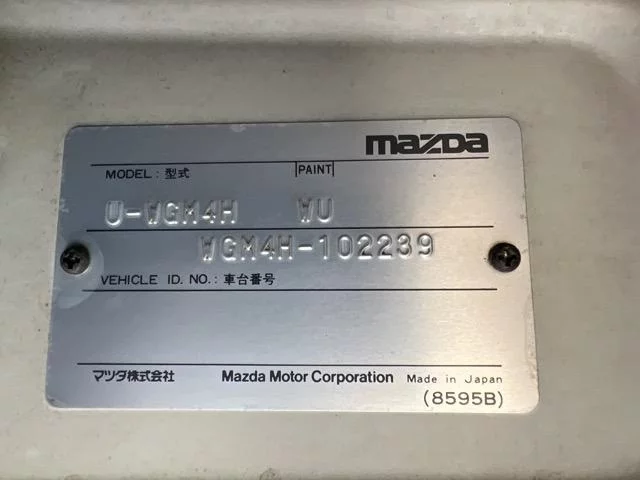 mazda
MODEL : 型式 PAINT
U-WGM4H WU
WGM4H-102239
VEHICLE ID. NO. : 車台番号
マツダ株式会社 Mazda Motor Corporation Made in Japan
(8595B)